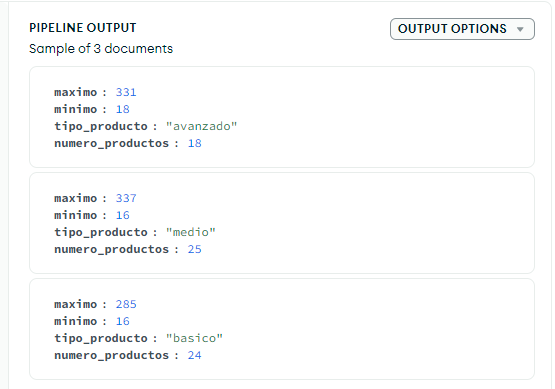 PIPELINE OUTPUT
OUTPUT OPTIONS
Sample of 3 documents
maximo : 331
minimo : 18
tipo_producto : "avanzado"
numero_productos : 18
maximo : 337
minimo : 16
tipo_producto : "medio"
numero_productos : 25
maximo : 285
minimo : 16
tipo_producto : "basico"
numero_productos : 24